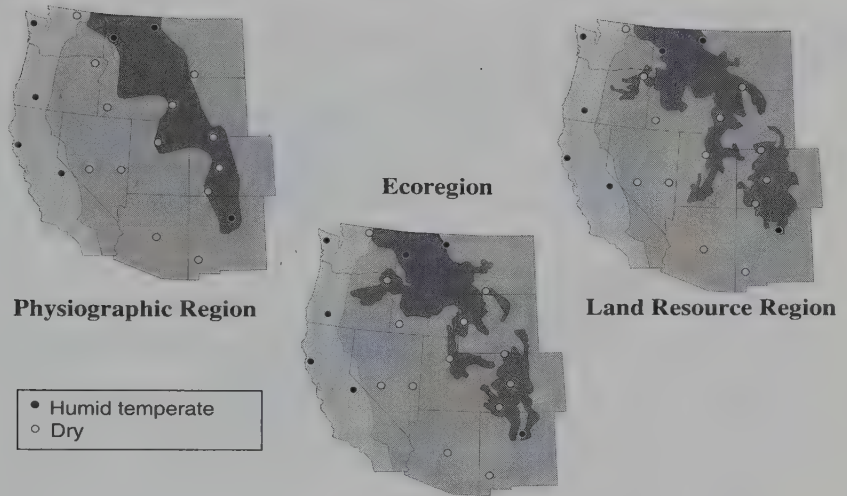 Ecoregion
Physiographic Region
Land Resource Region
Humid temperate
Dry